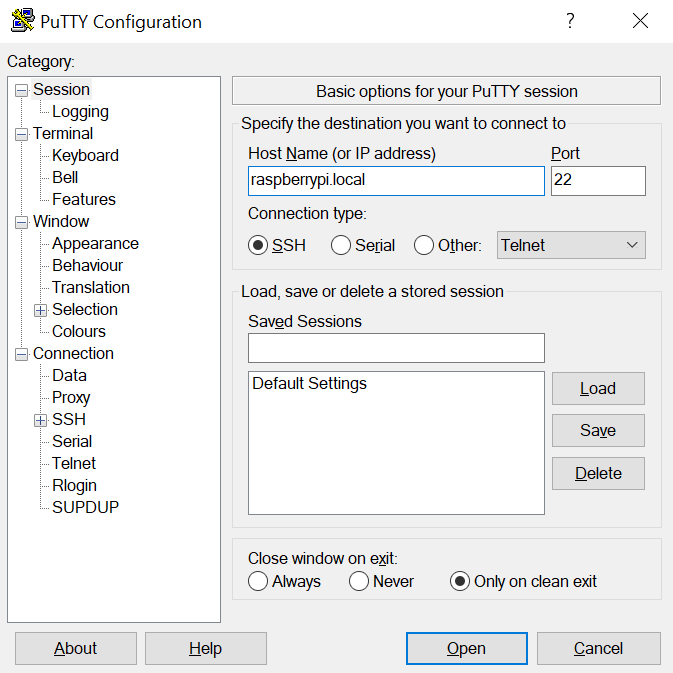 PuTTY Configuration
Category:
Session
Logging
Terminal
Keyboard
Bell
Features
Window
Appearance
Behaviour
Translation
Selection
Colours
Connection
Data
Proxy
SSH
Serial
Telnet
Rlogin
SUPDUP
Basic options for your PuTTY session
Specify the destination you want to connect to
Host Name (or IP address) Port
raspberrypi.local 22
Connection type:
SSH Serial Other: Telnet
Load, save or delete a stored session
Saved Sessions
Default Settings
Load
Save
Delete
Close window on exit:
Always Never Only on clean exit
About Help Open Cancel